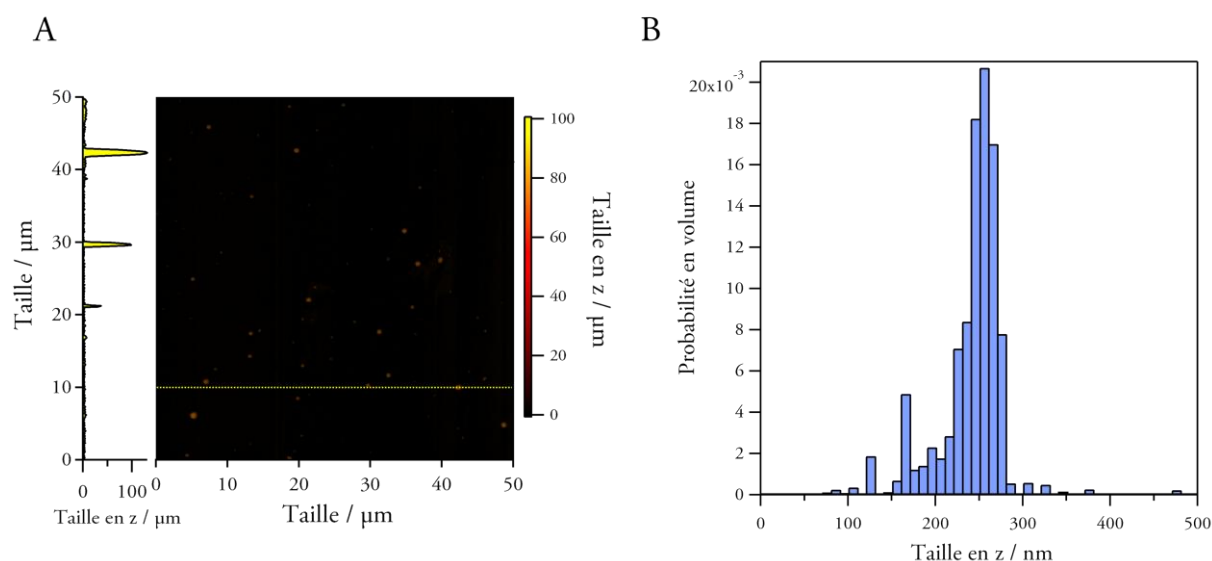 A
50
40
30
20
10
0
Taille / µm
0 100
Taille en z / µm
0 10 20 30 40 50
Taille / µm
100
80
60
40
20
0
Taille en z / µm
B
20x10⁻³
18
16
14
12
10
8
6
4
2
0
Probabilité en volume
0 100 200 300 400 500
Taille en z / nm